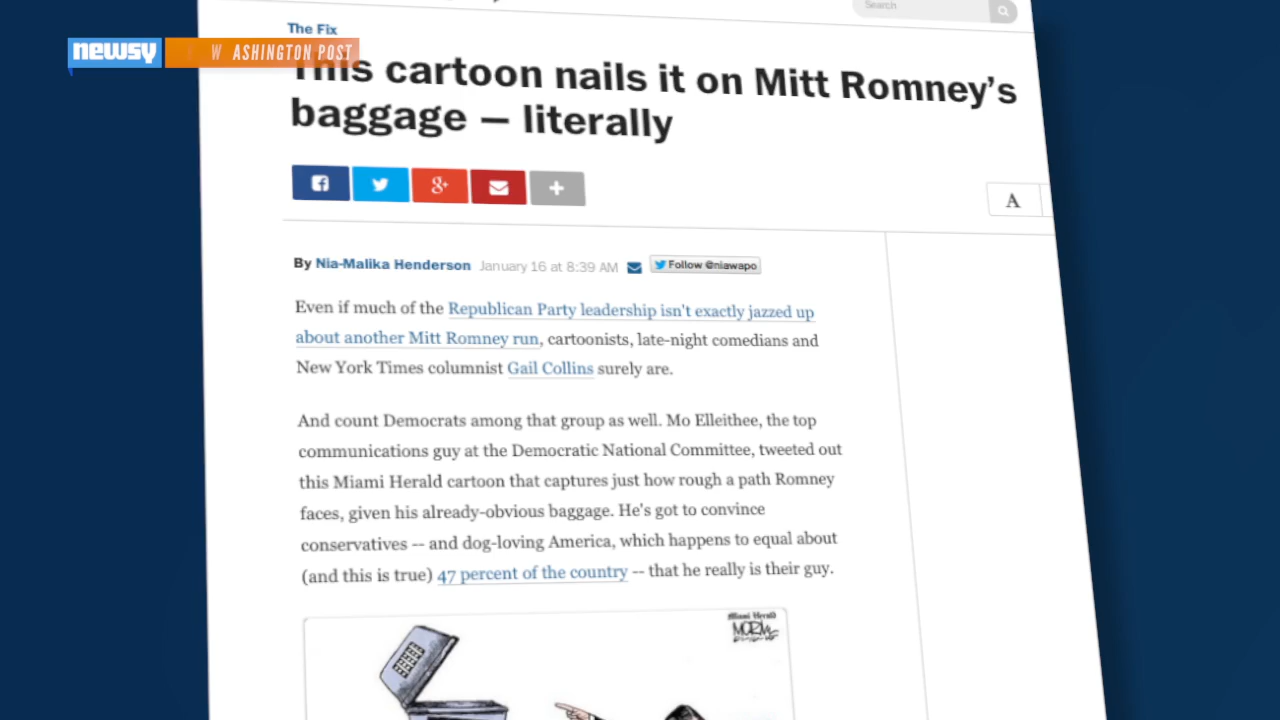 Search
The Fix
newsy
WASHINGTON POST
This cartoon nails it on Mitt Romney’s
baggage — literally
A
By Nia-Malika Henderson January 16 at 8:39 AM Follow @niawapo
Even if much of the Republican Party leadership isn't exactly jazzed up
about another Mitt Romney run, cartoonists, late-night comedians and
New York Times columnist Gail Collins surely are.
And count Democrats among that group as well. Mo Elleithee, the top
communications guy at the Democratic National Committee, tweeted out
this Miami Herald cartoon that captures just how rough a path Romney
faces, given his already-obvious baggage. He's got to convince
conservatives -- and dog-loving America, which happens to equal about
(and this is true) 47 percent of the country -- that he really is their guy.
Miami Herald
MORIN